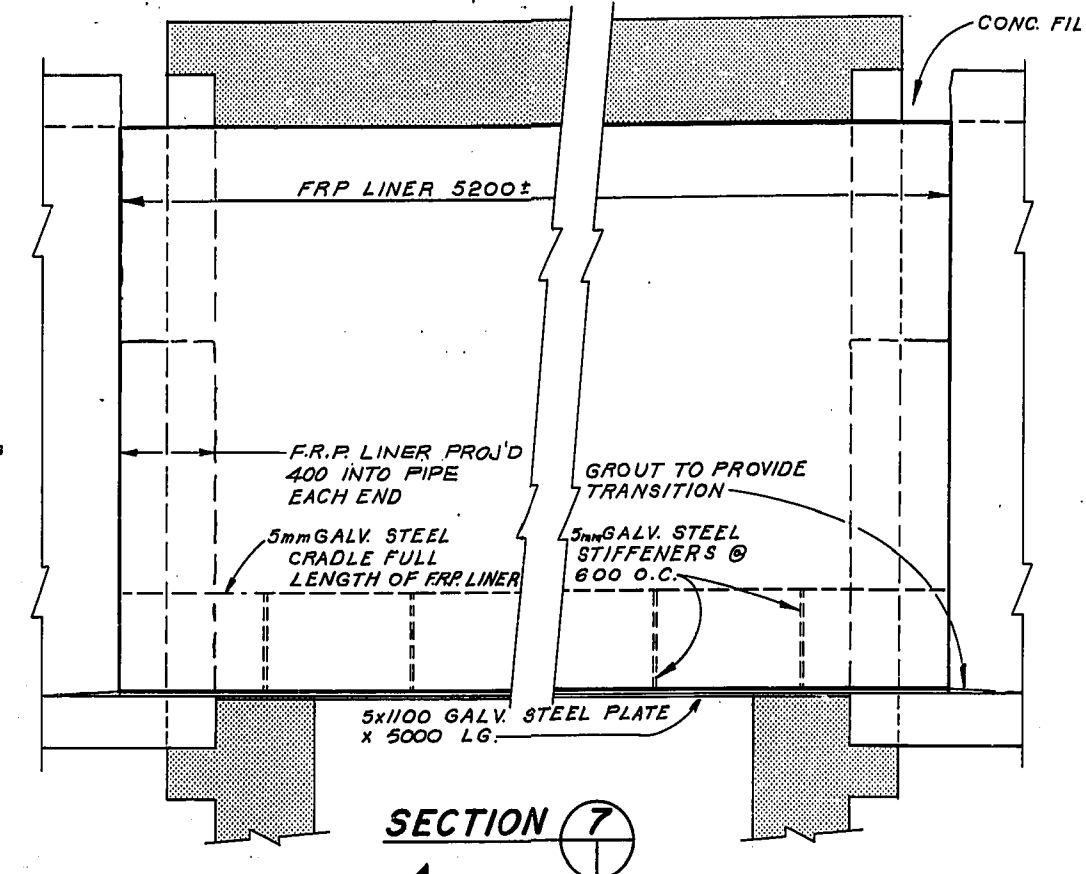 CONC. FIL
FRP LINER 5200±
F.R.P. LINER PROJ'D
400 INTO PIPE
EACH END
GROUT TO PROVIDE
TRANSITION
5mm GALV. STEEL
CRADLE FULL
LENGTH OF F.R.P. LINER
5mm GALV. STEEL
STIFFENERS @
600 O.C.
5x1100 GALV. STEEL PLATE
x 5000 LG.
SECTION 7
1